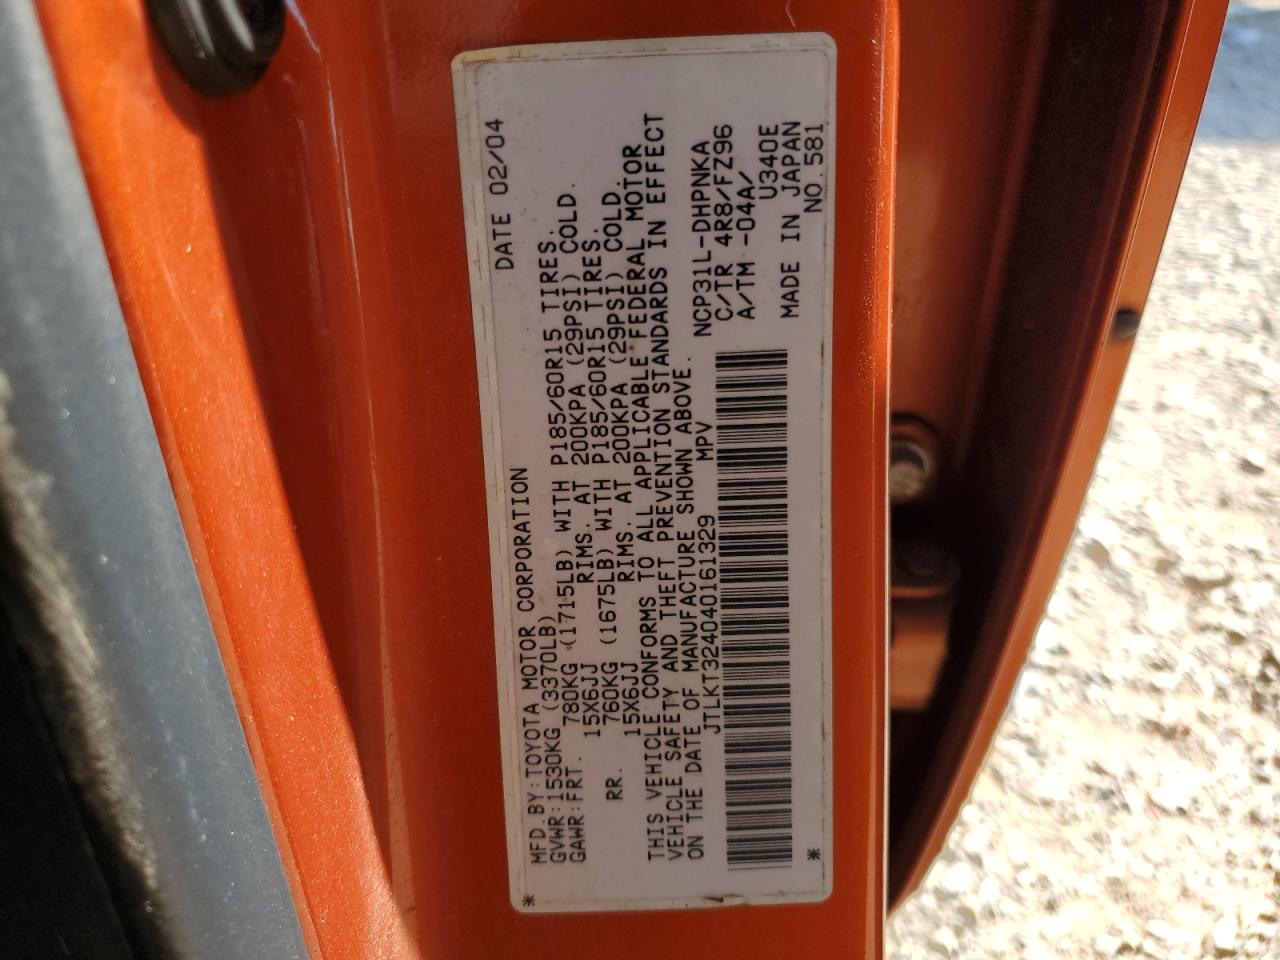 MFD.BY:TOYOTA MOTOR CORPORATION DATE 02/04
GVWR:1530KG (3370LB)
GAWR:FRT. 780KG (1715LB) WITH P185/60R15 TIRES.
15X6JJ RIMS. AT 200KPA (29PSI) COLD.
RR. 760KG (1675LB) WITH P185/60R15 TIRES.
15X6JJ RIMS. AT 200KPA (29PSI) COLD.
THIS VEHICLE CONFORMS TO ALL APPLICABLE FEDERAL MOTOR
VEHICLE SAFETY AND THEFT PREVENTION STANDARDS IN EFFECT
ON THE DATE OF MANUFACTURE SHOWN ABOVE.
JTLKT324040161329 MPV
NCP31L-DHPNKA
C/TR 4R8/FZ96
A/TM -04A/
U340E
MADE IN JAPAN
NO.581
* *